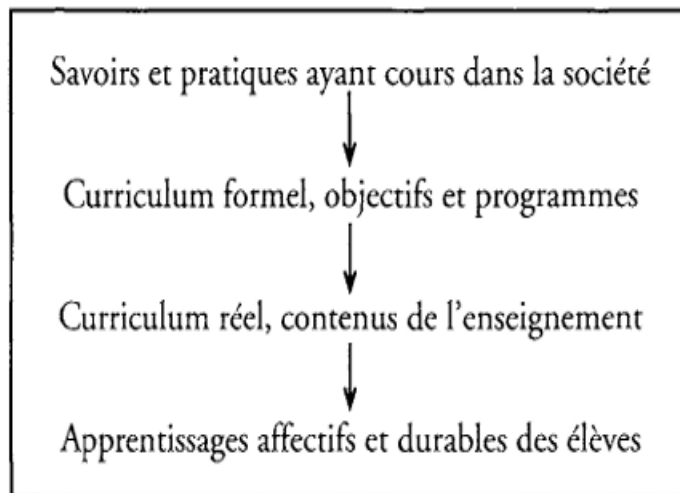 Savoirs et pratiques ayant cours dans la société
Curriculum formel, objectifs et programmes
Curriculum réel, contenus de l'enseignement
Apprentissages affectifs et durables des élèves